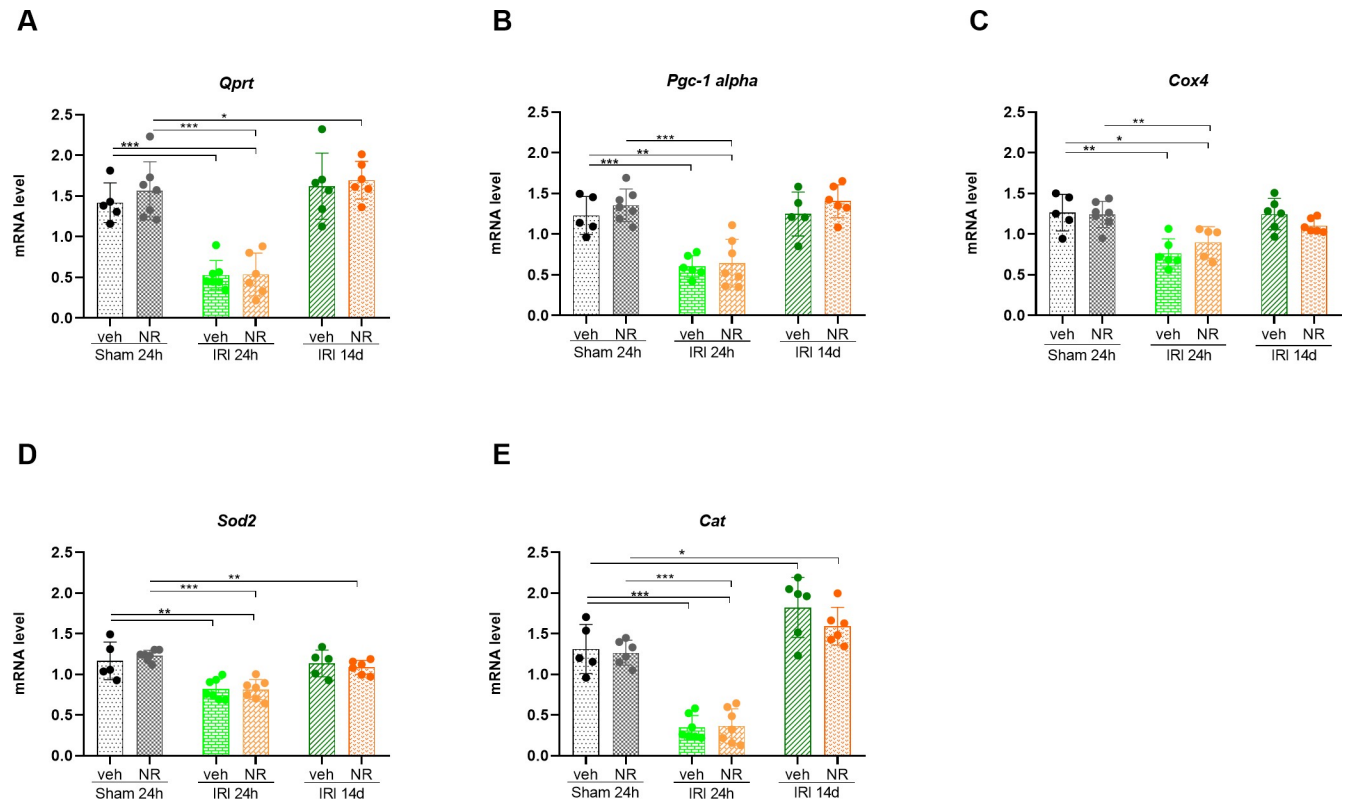 A
B
C
Qprt
Pgc-1 alpha
Cox4
mRNA level
2.5
2.0
1.5
1.0
0.5
0.0
*
***
***
veh NR veh NR veh NR
Sham 24h IRI 24h IRI 14d
mRNA level
2.5
2.0
1.5
1.0
0.5
0.0
***
**
***
veh NR veh NR veh NR
Sham 24h IRI 24h IRI 14d
mRNA level
2.5
2.0
1.5
1.0
0.5
0.0
**
*
**
veh NR veh NR veh NR
Sham 24h IRI 24h IRI 14d
D
E
Sod2
Cat
mRNA level
2.5
2.0
1.5
1.0
0.5
0.0
**
***
**
veh NR veh NR veh NR
Sham 24h IRI 24h IRI 14d
mRNA level
2.5
2.0
1.5
1.0
0.5
0.0
*
***
***
veh NR veh NR veh NR
Sham 24h IRI 24h IRI 14d